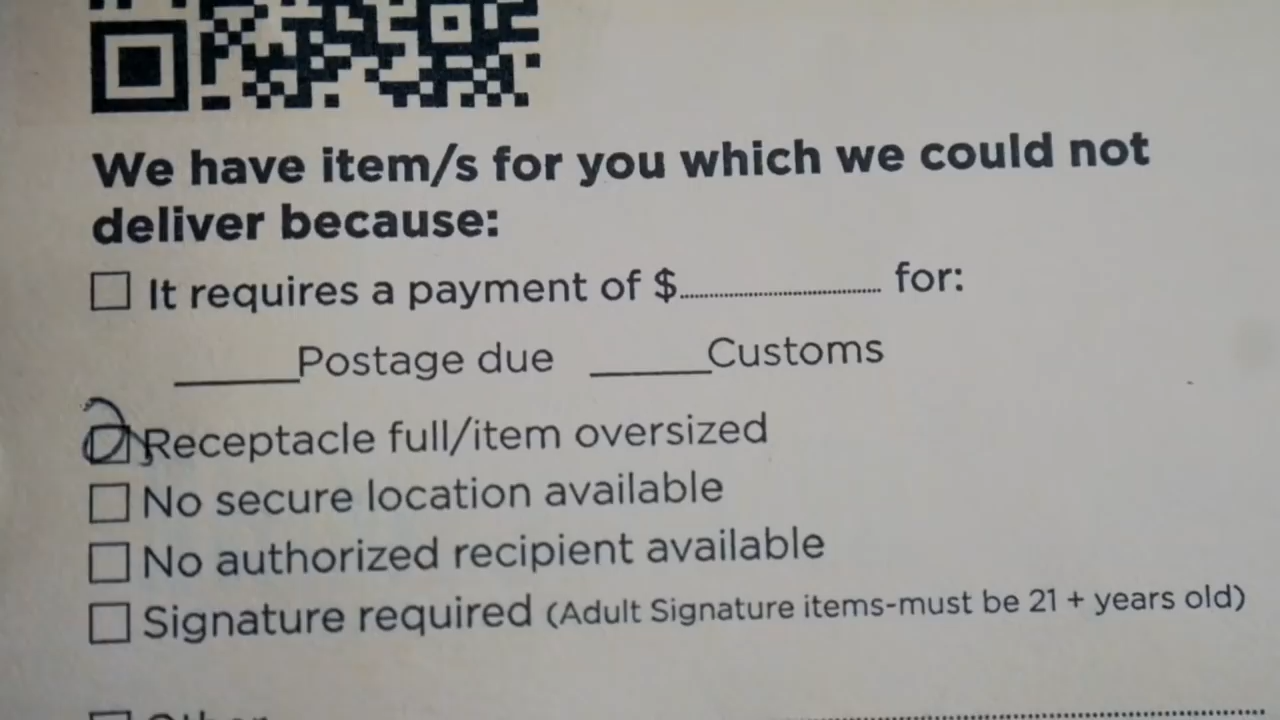 We have item/s for you which we could not
deliver because:
It requires a payment of $.................... for:
_____Postage due _____Customs
Receptacle full/item oversized
No secure location available
No authorized recipient available
Signature required (Adult Signature items-must be 21 + years old)